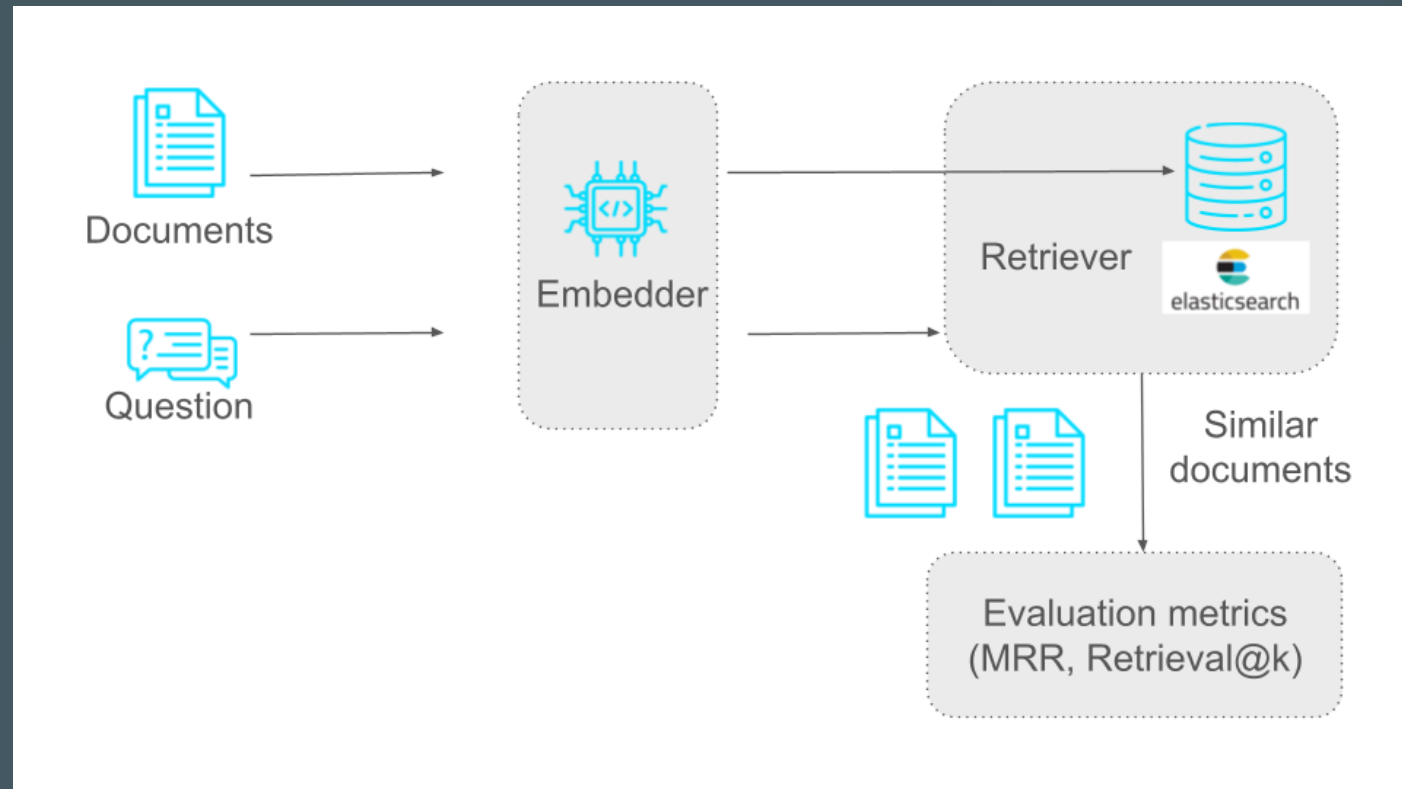 Documents
Question
?
</>
Embedder
Retriever
elasticsearch
Similar
documents
Evaluation metrics
(MRR, Retrieval@k)